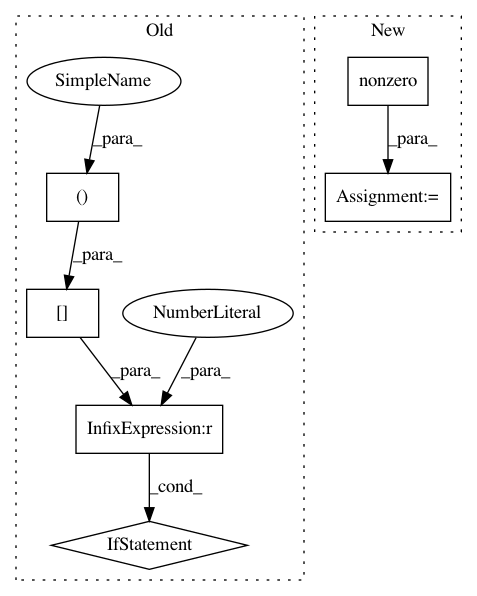 Old
New
SimpleName
nonzero
_para_
_para_
()
Assignment:=
_para_
[]
NumberLiteral
_para_
_para_
InfixExpression:r
_cond_
IfStatement